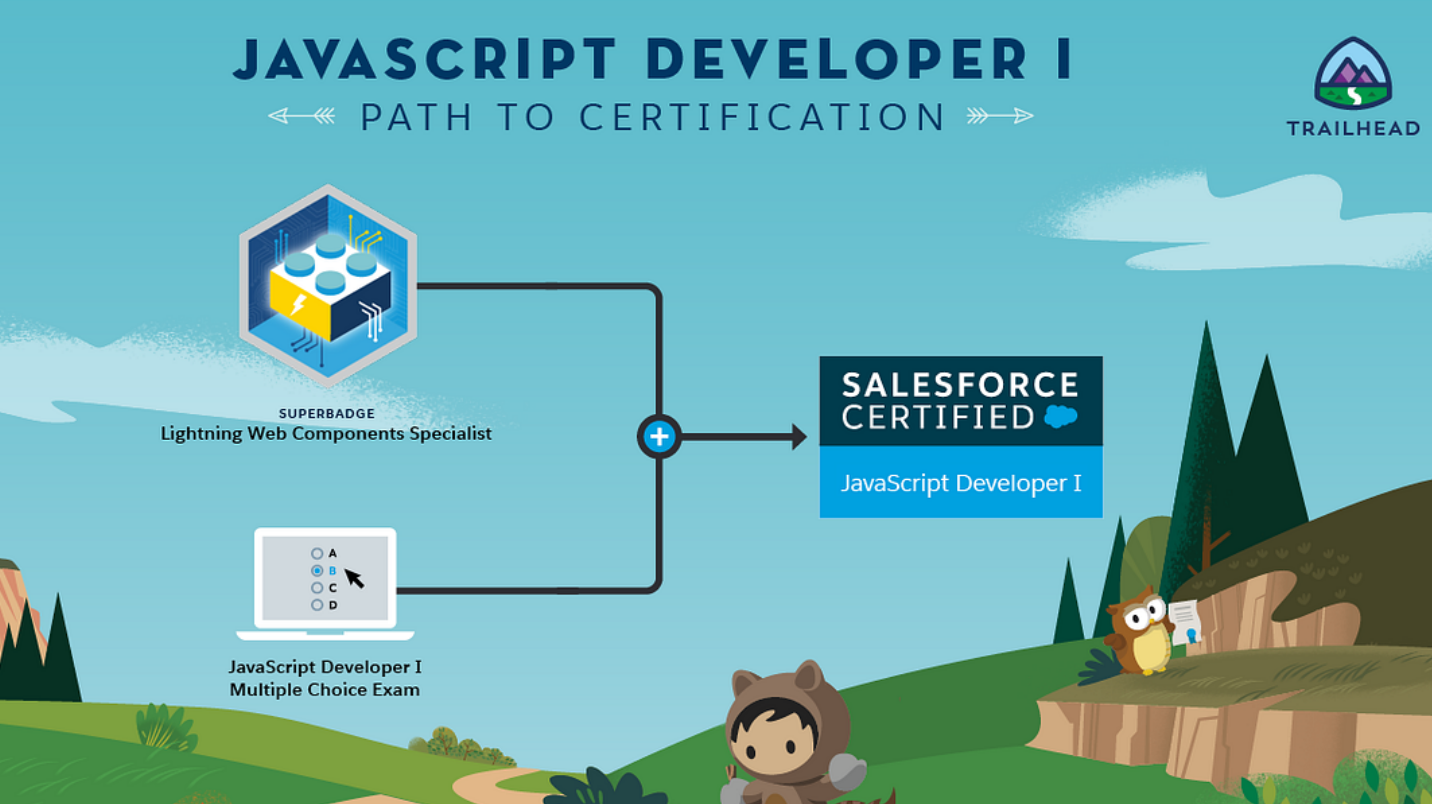 JAVASCRIPT DEVELOPER I
PATH TO CERTIFICATION
TRAILHEAD
SUPERBADGE
Lightning Web Components Specialist
SALESFORCE
CERTIFIED
JavaScript Developer I
A
B
C
D
JavaScript Developer I
Multiple Choice Exam